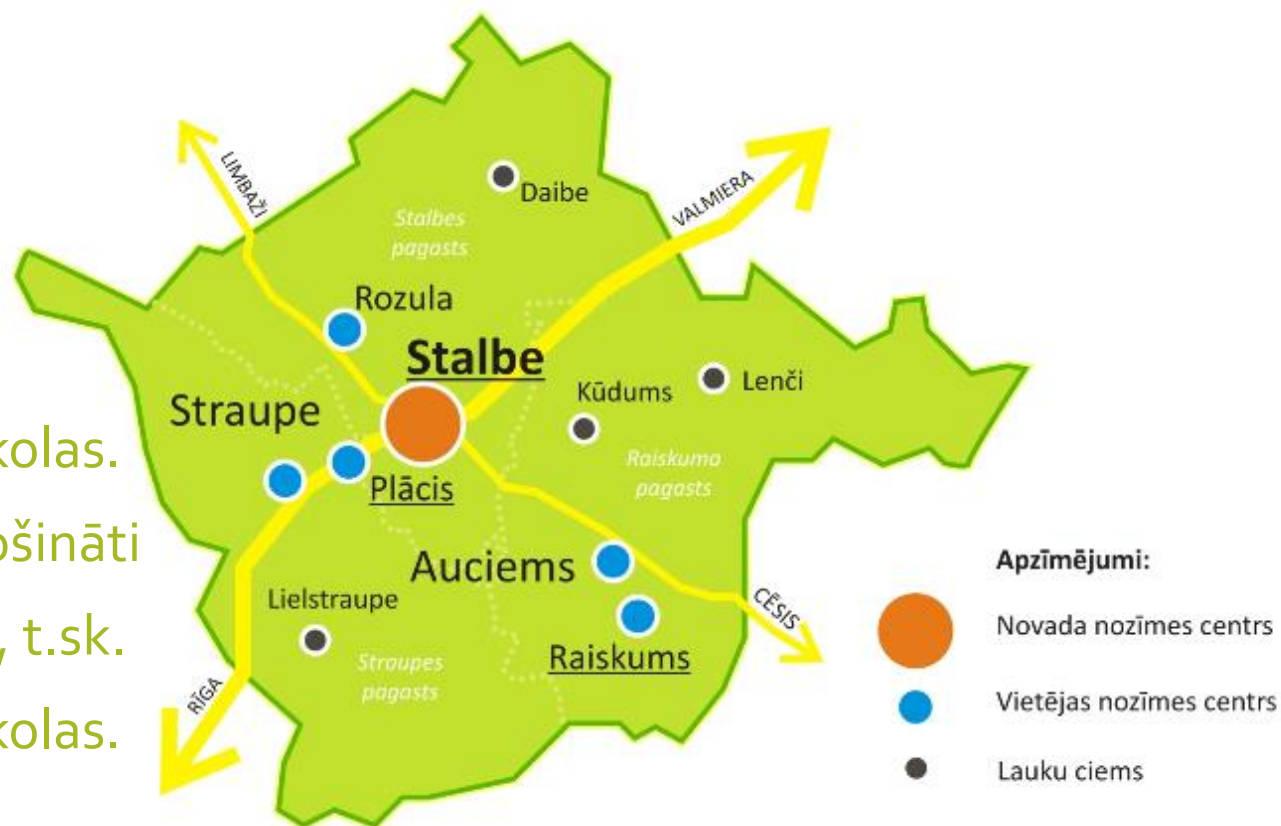 LIMBAŽI
Daibe
VALMIERA
Stalbes
pagasts
Rozula
Stalbe
Kūdums
Lenči
Straupe
Raiskuma
pagasts
Plācis
Auciems
Lielstraupe
Raiskums
CĒSIS
Straupes
pagasts
RĪGA
kolas.
ošināti
, t.sk.
kolas.
Apzīmējumi:
Novada nozīmes centrs
Vietējas nozīmes centrs
Lauku ciems